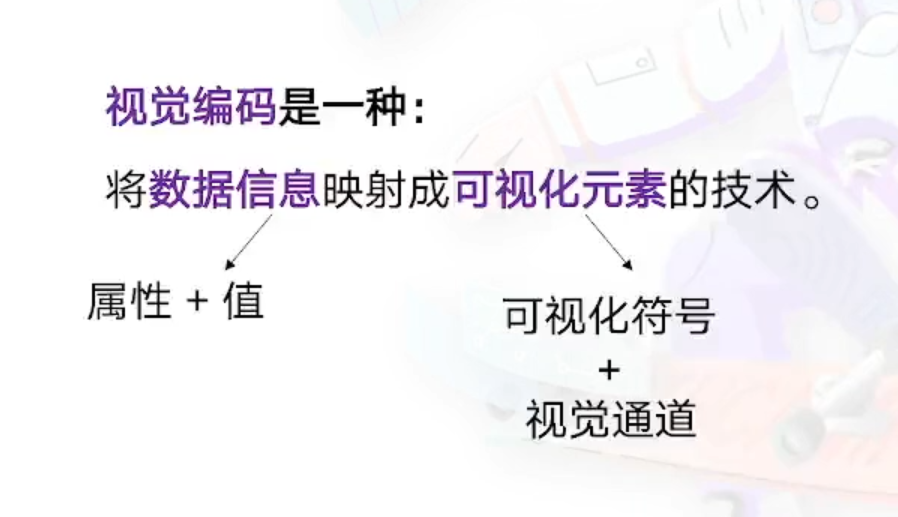 视觉编码是一种：
将数据信息映射成可视化元素的技术。
属性 + 值
可视化符号
+
视觉通道